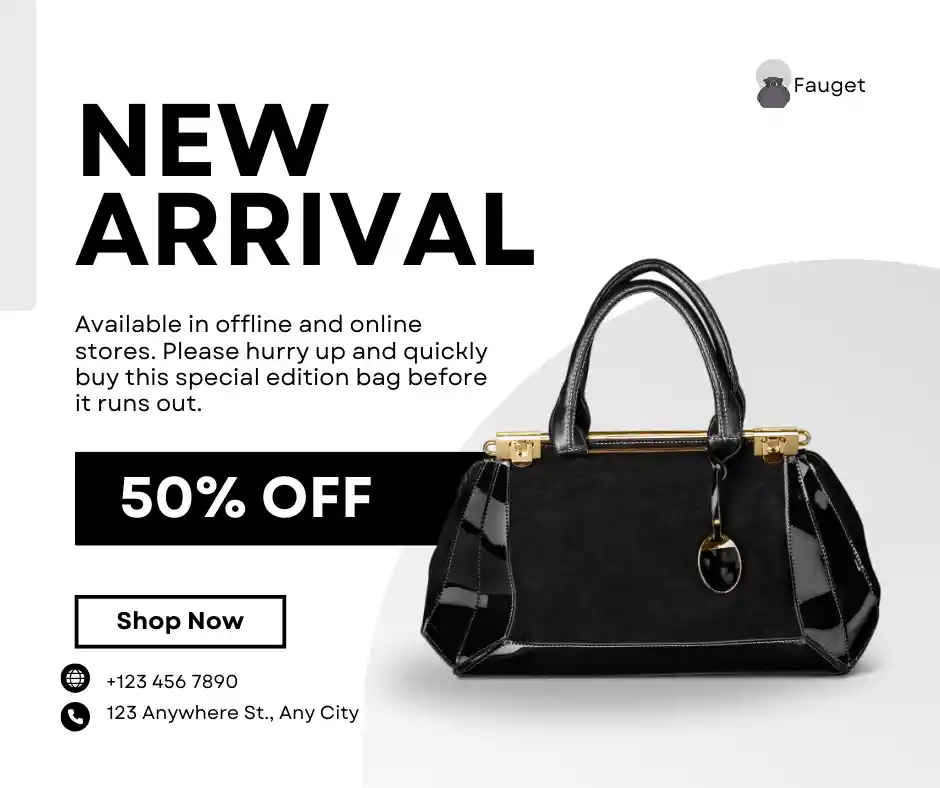 Fauget
NEW
ARRIVAL
Available in offline and online
stores. Please hurry up and quickly
buy this special edition bag before
it runs out.
50% OFF
Shop Now
+123 456 7890
123 Anywhere St., Any City